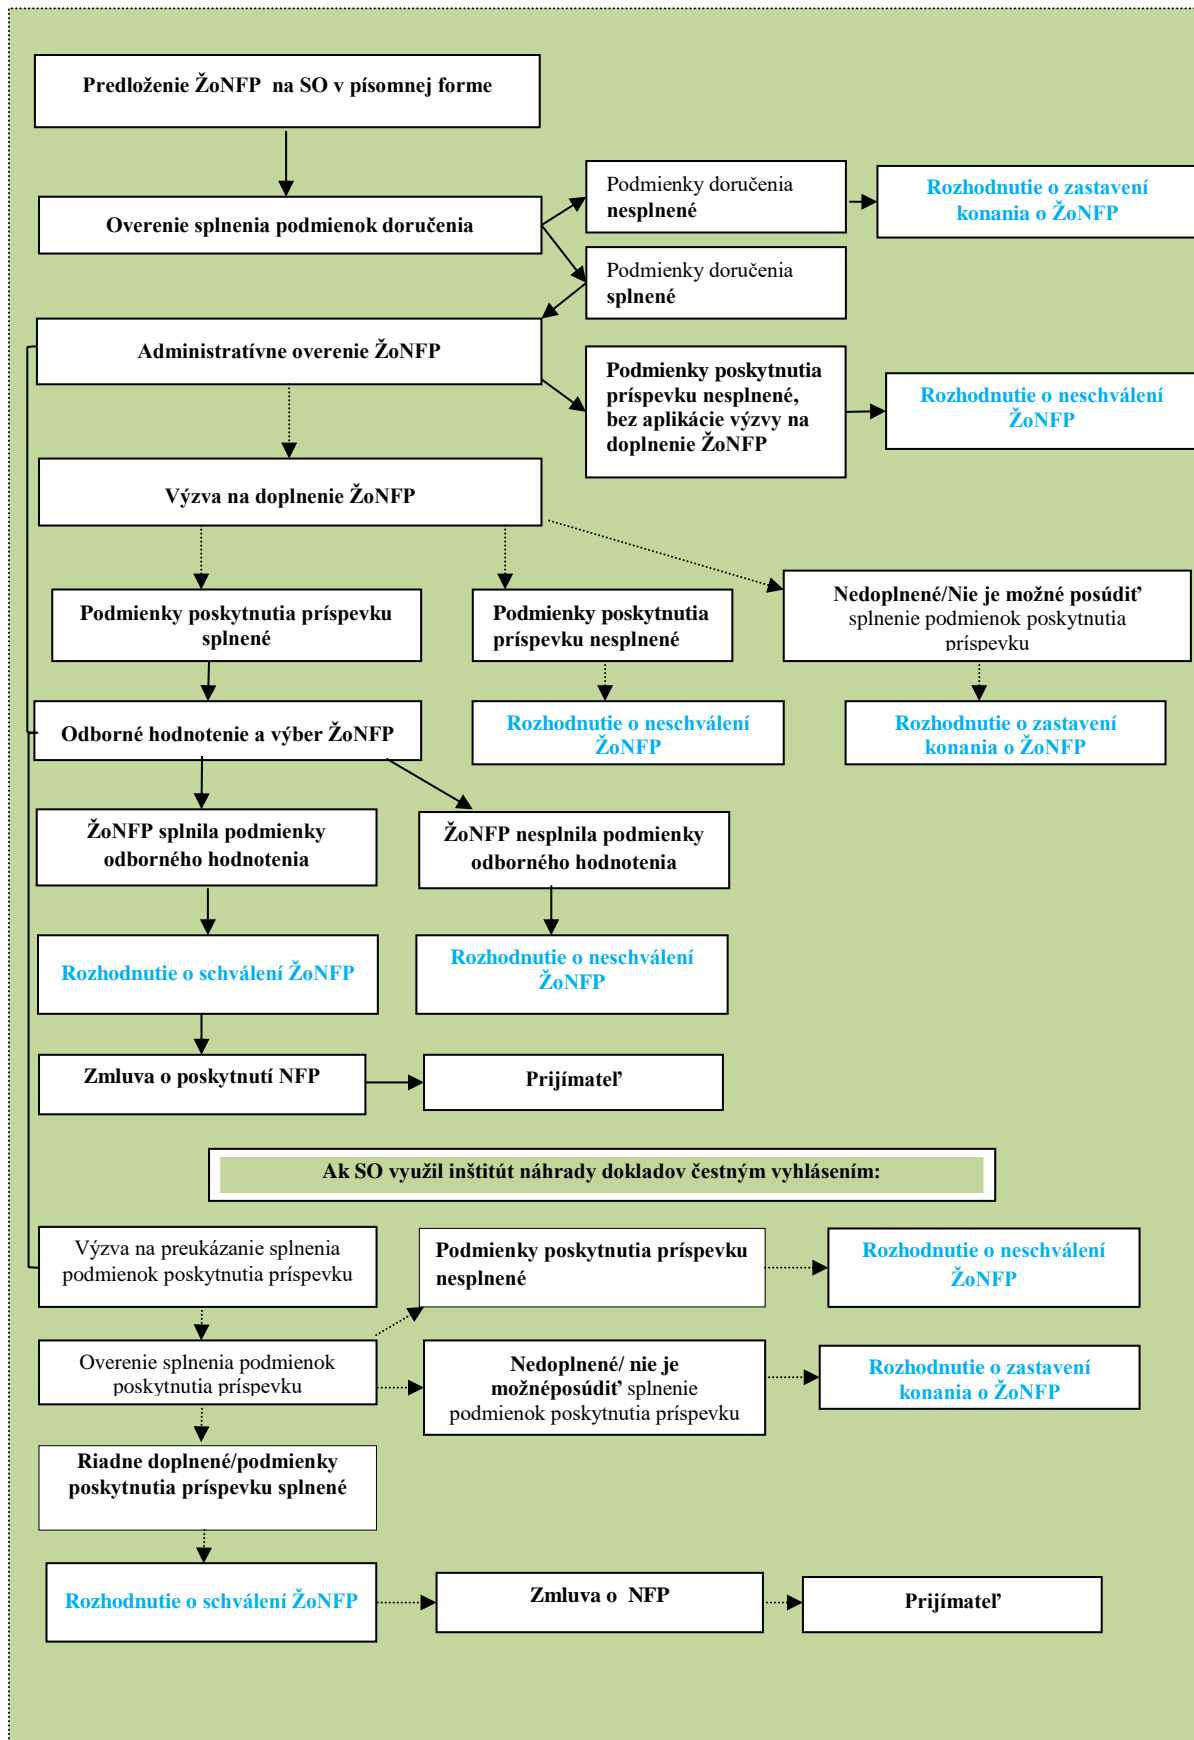 Predloženie ŽoNFP na SO v písomnej forme
Overenie splnenia podmienok doručenia
Podmienky doručenia
nesplnené
Rozhodnutie o zastavení
konania o ŽoNFP
Podmienky doručenia
splnené
Administratívne overenie ŽoNFP
Podmienky poskytnutia
príspevku nesplnené,
bez aplikácie výzvy na
doplnenie ŽoNFP
Rozhodnutie o neschválení
ŽoNFP
Výzva na doplnenie ŽoNFP
Podmienky poskytnutia príspevku
splnené
Podmienky poskytnutia
príspevku nesplnené
Nedoplnené/Nie je možné posúdiť
splnenie podmienok poskytnutia
príspevku
Odborné hodnotenie a výber ŽoNFP
Rozhodnutie o neschválení
ŽoNFP
Rozhodnutie o zastavení
konania o ŽoNFP
ŽoNFP splnila podmienky
odborného hodnotenia
ŽoNFP nesplnila podmienky
odborného hodnotenia
Rozhodnutie o schválení ŽoNFP
Rozhodnutie o neschválení
ŽoNFP
Zmluva o poskytnutí NFP
Prijímateľ
Ak SO využil inštitút náhrady dokladov čestným vyhlásením:
Výzva na preukázanie splnenia
podmienok poskytnutia príspevku
Podmienky poskytnutia príspevku
nesplnené
Rozhodnutie o neschválení
ŽoNFP
Overenie splnenia podmienok
poskytnutia príspevku
Nedoplnené/ nie je
možnéposúdiť splnenie
podmienok poskytnutia príspevku
Rozhodnutie o zastavení
konania o ŽoNFP
Riadne doplnené/podmienky
poskytnutia príspevku splnené
Rozhodnutie o schválení ŽoNFP
Zmluva o NFP
Prijímateľ